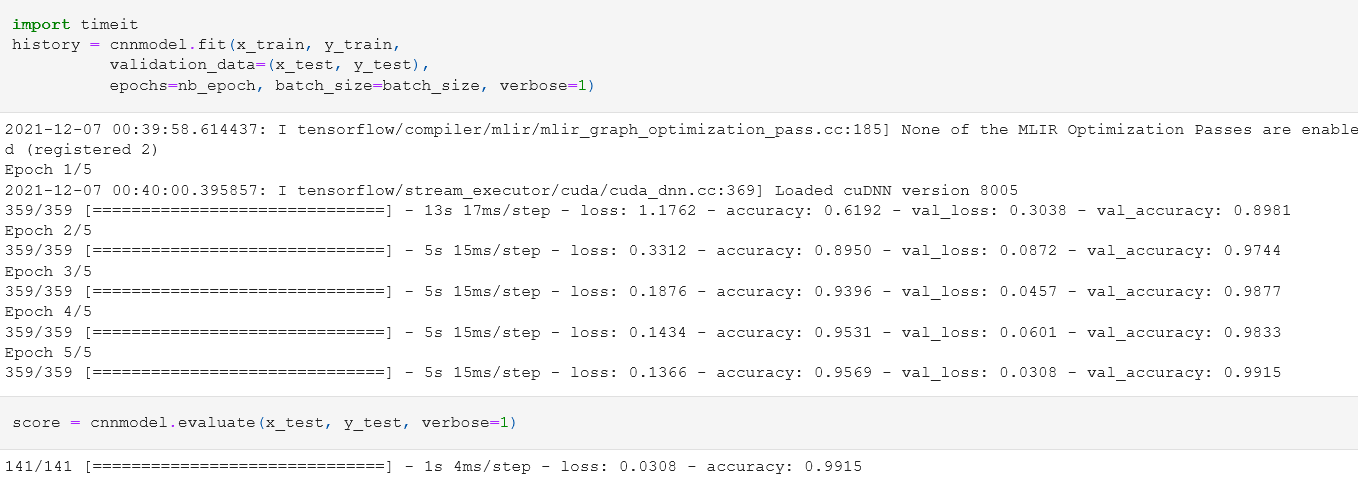 import timeit
history = cnnmodel.fit(x_train, y_train,
          validation_data=(x_test, y_test),
          epochs=nb_epoch, batch_size=batch_size, verbose=1)
2021-12-07 00:39:58.614437: I tensorflow/compiler/mlir/mlir_graph_optimization_pass.cc:185] None of the MLIR Optimization Passes are enable
d (registered 2)
Epoch 1/5
2021-12-07 00:40:00.395857: I tensorflow/stream_executor/cuda/cuda_dnn.cc:369] Loaded cuDNN version 8005
359/359 [==============================] - 13s 17ms/step - loss: 1.1762 - accuracy: 0.6192 - val_loss: 0.3038 - val_accuracy: 0.8981
Epoch 2/5
359/359 [==============================] - 5s 15ms/step - loss: 0.3312 - accuracy: 0.8950 - val_loss: 0.0872 - val_accuracy: 0.9744
Epoch 3/5
359/359 [==============================] - 5s 15ms/step - loss: 0.1876 - accuracy: 0.9396 - val_loss: 0.0457 - val_accuracy: 0.9877
Epoch 4/5
359/359 [==============================] - 5s 15ms/step - loss: 0.1434 - accuracy: 0.9531 - val_loss: 0.0601 - val_accuracy: 0.9833
Epoch 5/5
359/359 [==============================] - 5s 15ms/step - loss: 0.1366 - accuracy: 0.9569 - val_loss: 0.0308 - val_accuracy: 0.9915
score = cnnmodel.evaluate(x_test, y_test, verbose=1)
141/141 [==============================] - 1s 4ms/step - loss: 0.0308 - accuracy: 0.9915